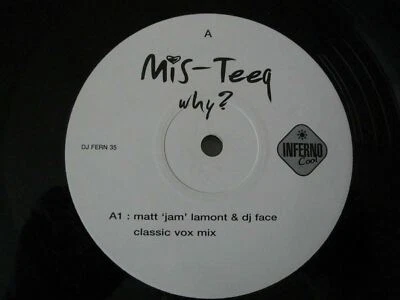 A
Mis-Teeq
why?
DJ FERN 35
INFERNO
Cool
A1 : matt 'jam' lamont & dj face
classic vox mix